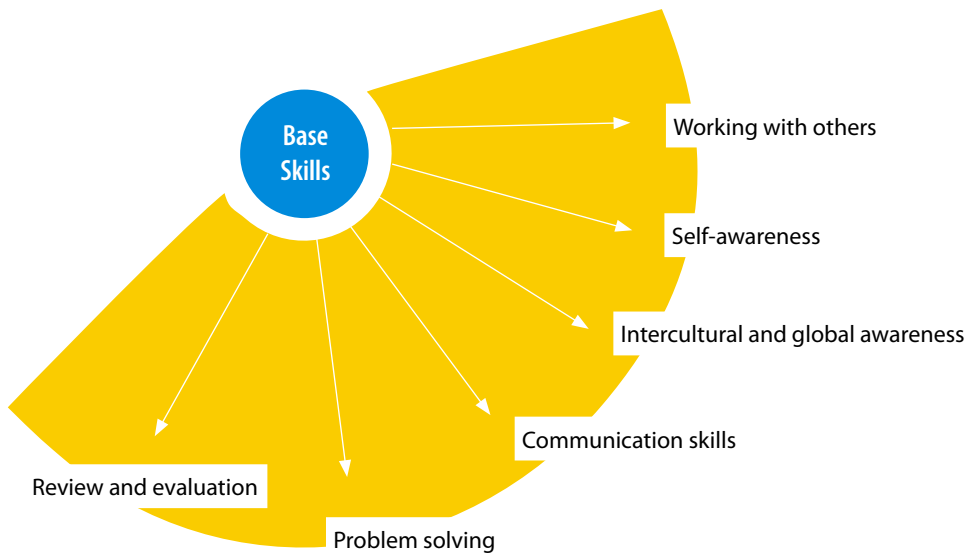 Base
Skills
Working with others
Self-awareness
Intercultural and global awareness
Communication skills
Problem solving
Review and evaluation